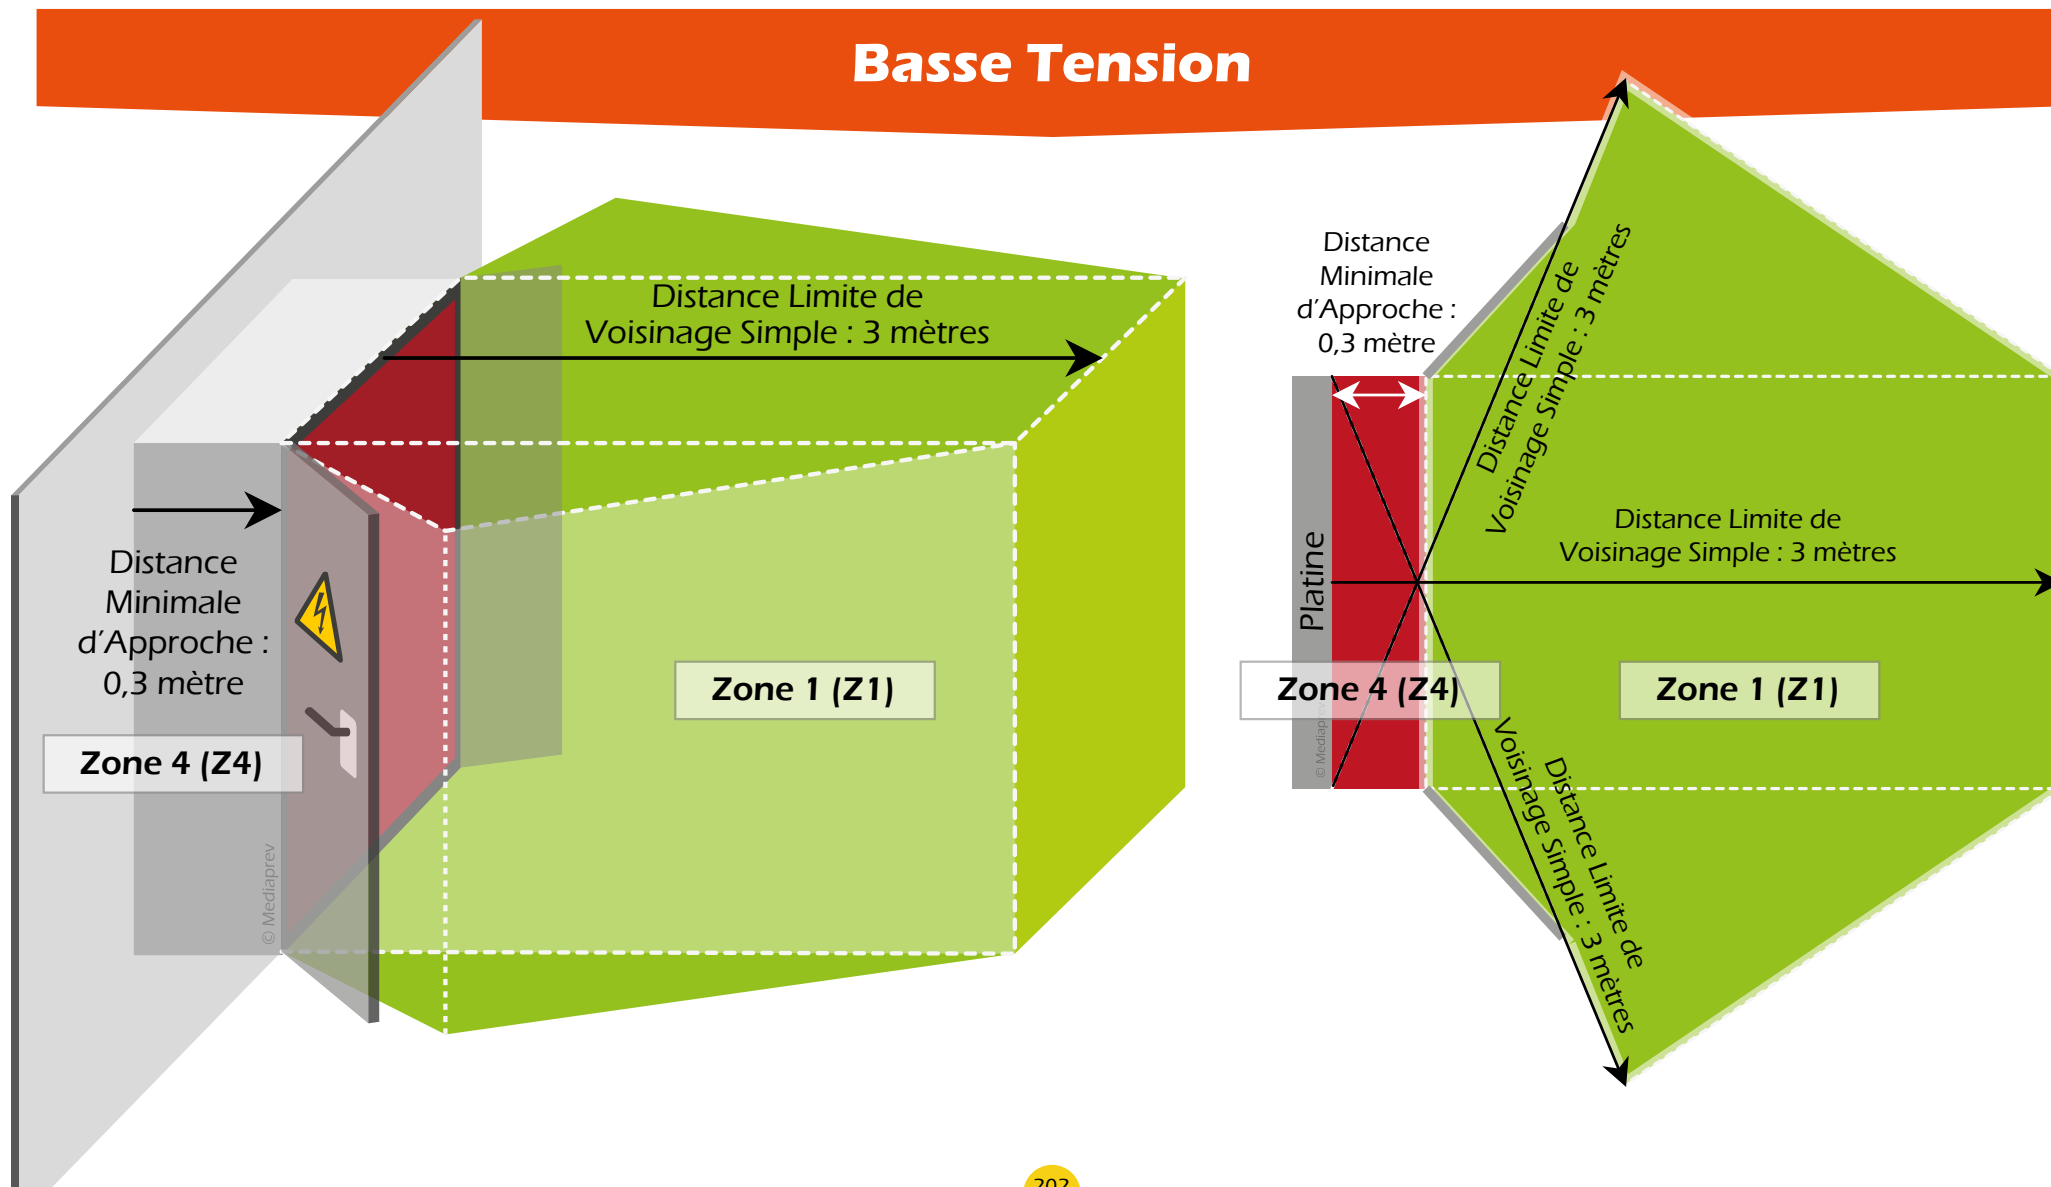 Basse Tension
Distance Limite de
Voisinage Simple : 3 mètres
Distance
Minimale
d’Approche :
0,3 mètre
Zone 4 (Z4)
Zone 1 (Z1)
© Mediaprev
Distance
Minimale
d’Approche :
0,3 mètre
Distance Limite de
Voisinage Simple : 3 mètres
Distance Limite de
Voisinage Simple : 3 mètres
Platine
Zone 4 (Z4)
Zone 1 (Z1)
© Mediaprev
Distance Limite de
Voisinage Simple : 3 mètres
202